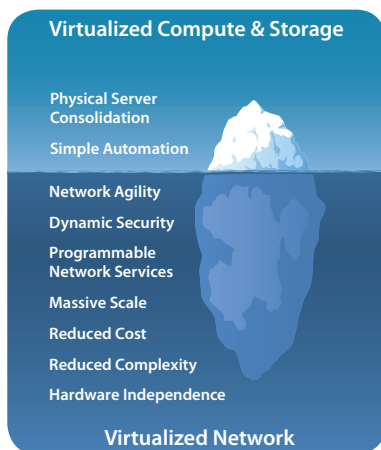 Virtualized Compute & Storage
Physical Server
Consolidation
Simple Automation
Network Agility
Dynamic Security
Programmable
Network Services
Massive Scale
Reduced Cost
Reduced Complexity
Hardware Independence
Virtualized Network